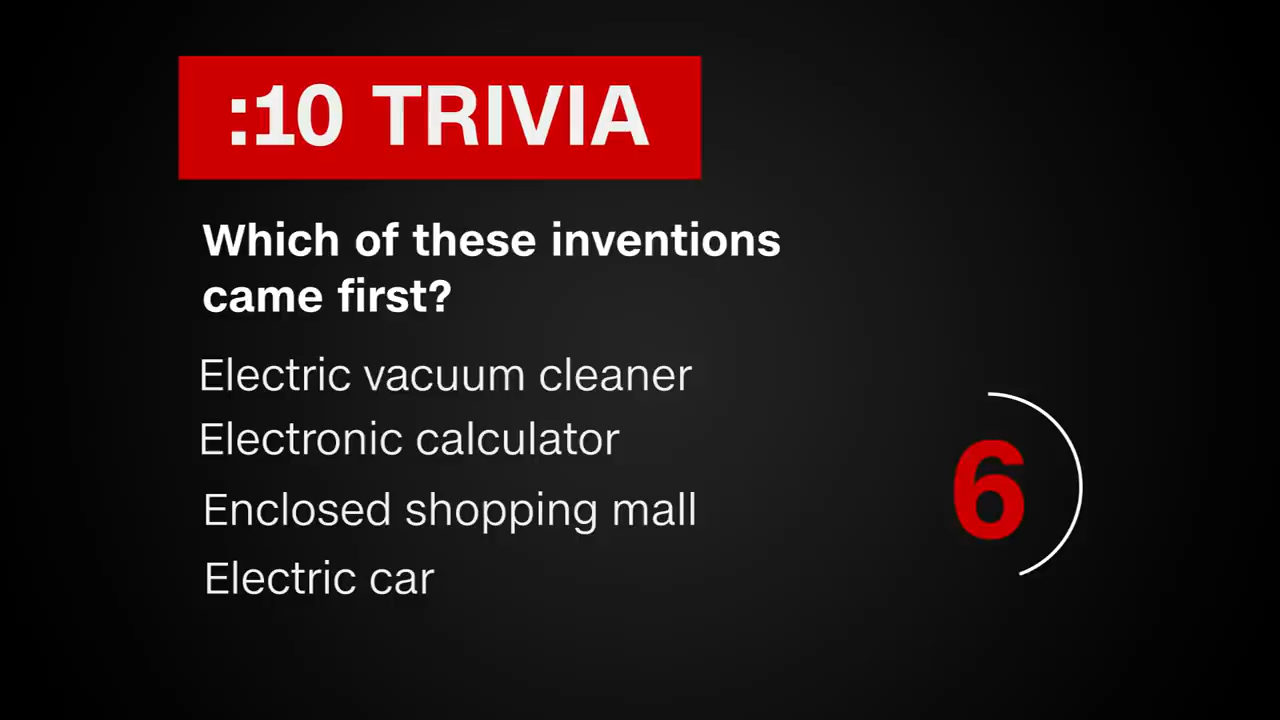 :10 TRIVIA
Which of these inventions
came first?
Electric vacuum cleaner
Electronic calculator
Enclosed shopping mall
Electric car
6